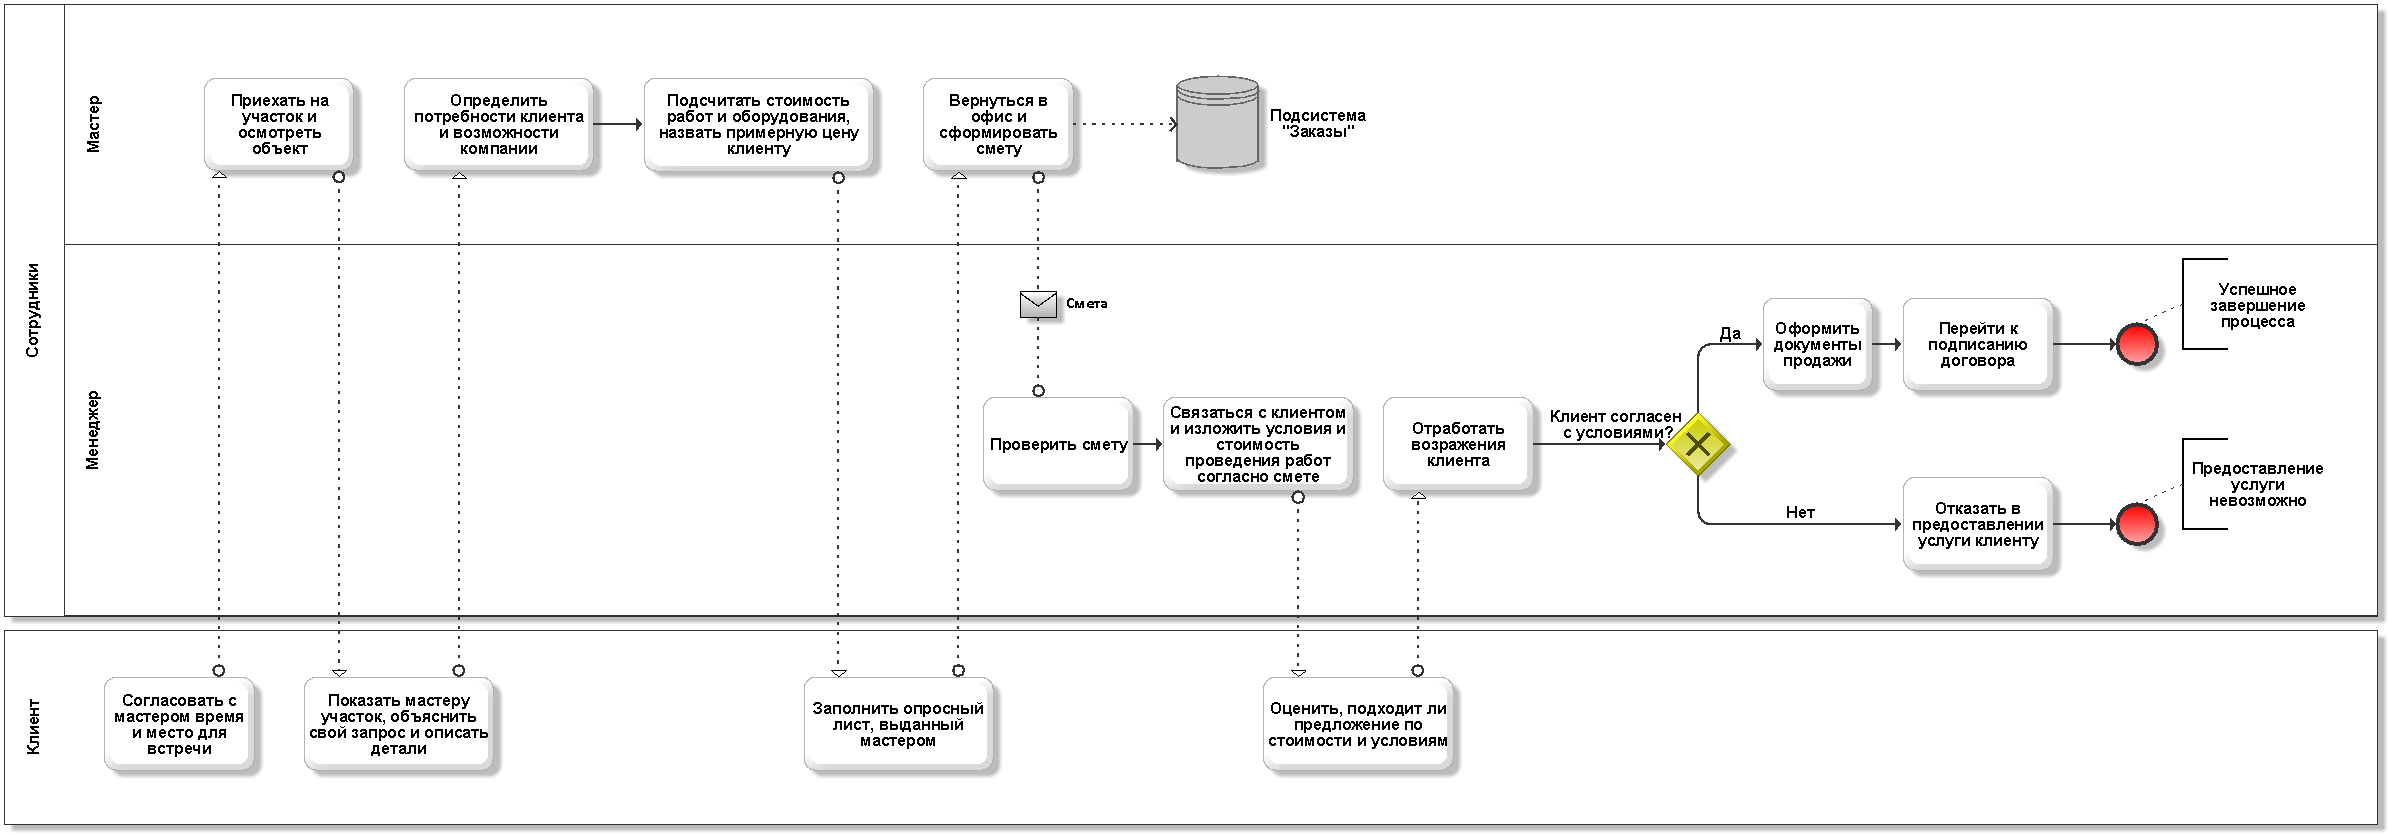 Сотрудники
Мастер
Приехать на
участок и
осмотреть
объект
Определить
потребности клиента
и возможности
компании
Подсчитать стоимость
работ и оборудования,
назвать примерную цену
клиенту
Вернуться в
офис и
сформировать
смету
Подсистема
"Заказы"
Менеджер
Смета
Проверить смету
Связаться с клиентом
и изложить условия и
стоимость
проведения работ
согласно смете
Отработать
возражения
клиента
Клиент согласен
с условиями?
Да
Оформить
документы
продажи
Перейти к
подписанию
договора
Успешное
завершение
процесса
Нет
Отказать в
предоставлении
услуги клиенту
Предоставление
услуги
невозможно
Клиент
Согласовать с
мастером время
и место для
встречи
Показать мастеру
участок, объяснить
свой запрос и описать
детали
Заполнить опросный
лист, выданный
мастером
Оценить, подходит ли
предложение по
стоимости и условиям